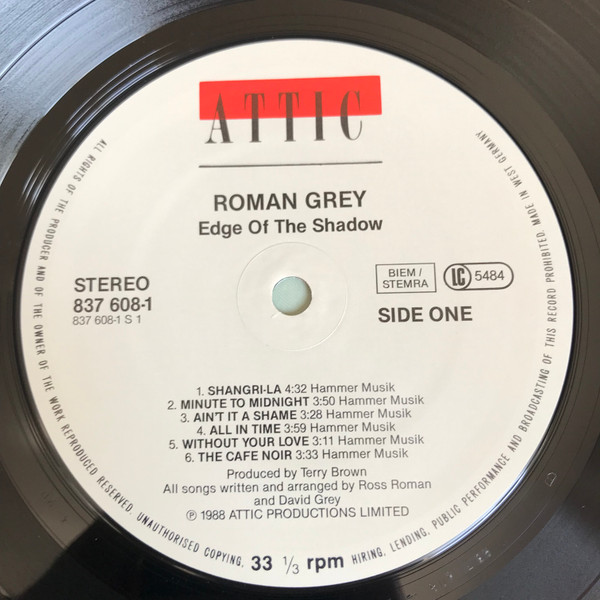 ATTIC
ROMAN GREY
Edge Of The Shadow
STEREO
837 608-1
837 608-1 S 1
BIEM /
STEMRA
LC 5484
SIDE ONE
1. SHANGRI-LA 4:32 Hammer Musik
2. MINUTE TO MIDNIGHT 3:50 Hammer Musik
3. AIN'T IT A SHAME 3:28 Hammer Musik
4. ALL IN TIME 3:59 Hammer Musik
5. WITHOUT YOUR LOVE 3:11 Hammer Musik
6. THE CAFE NOIR 3:33 Hammer Musik
Produced by Terry Brown
All songs written and arranged by Ross Roman
and David Grey
℗ 1988 ATTIC PRODUCTIONS LIMITED
33 1/3 rpm
ALL RIGHTS OF THE PRODUCER AND OF THE OWNER OF THE WORK REPRODUCED RESERVED. UNAUTHORISED COPYING, HIRING, LENDING, PUBLIC PERFORMANCE AND BROADCASTING OF THIS RECORD PROHIBITED. MADE IN WEST GERMANY